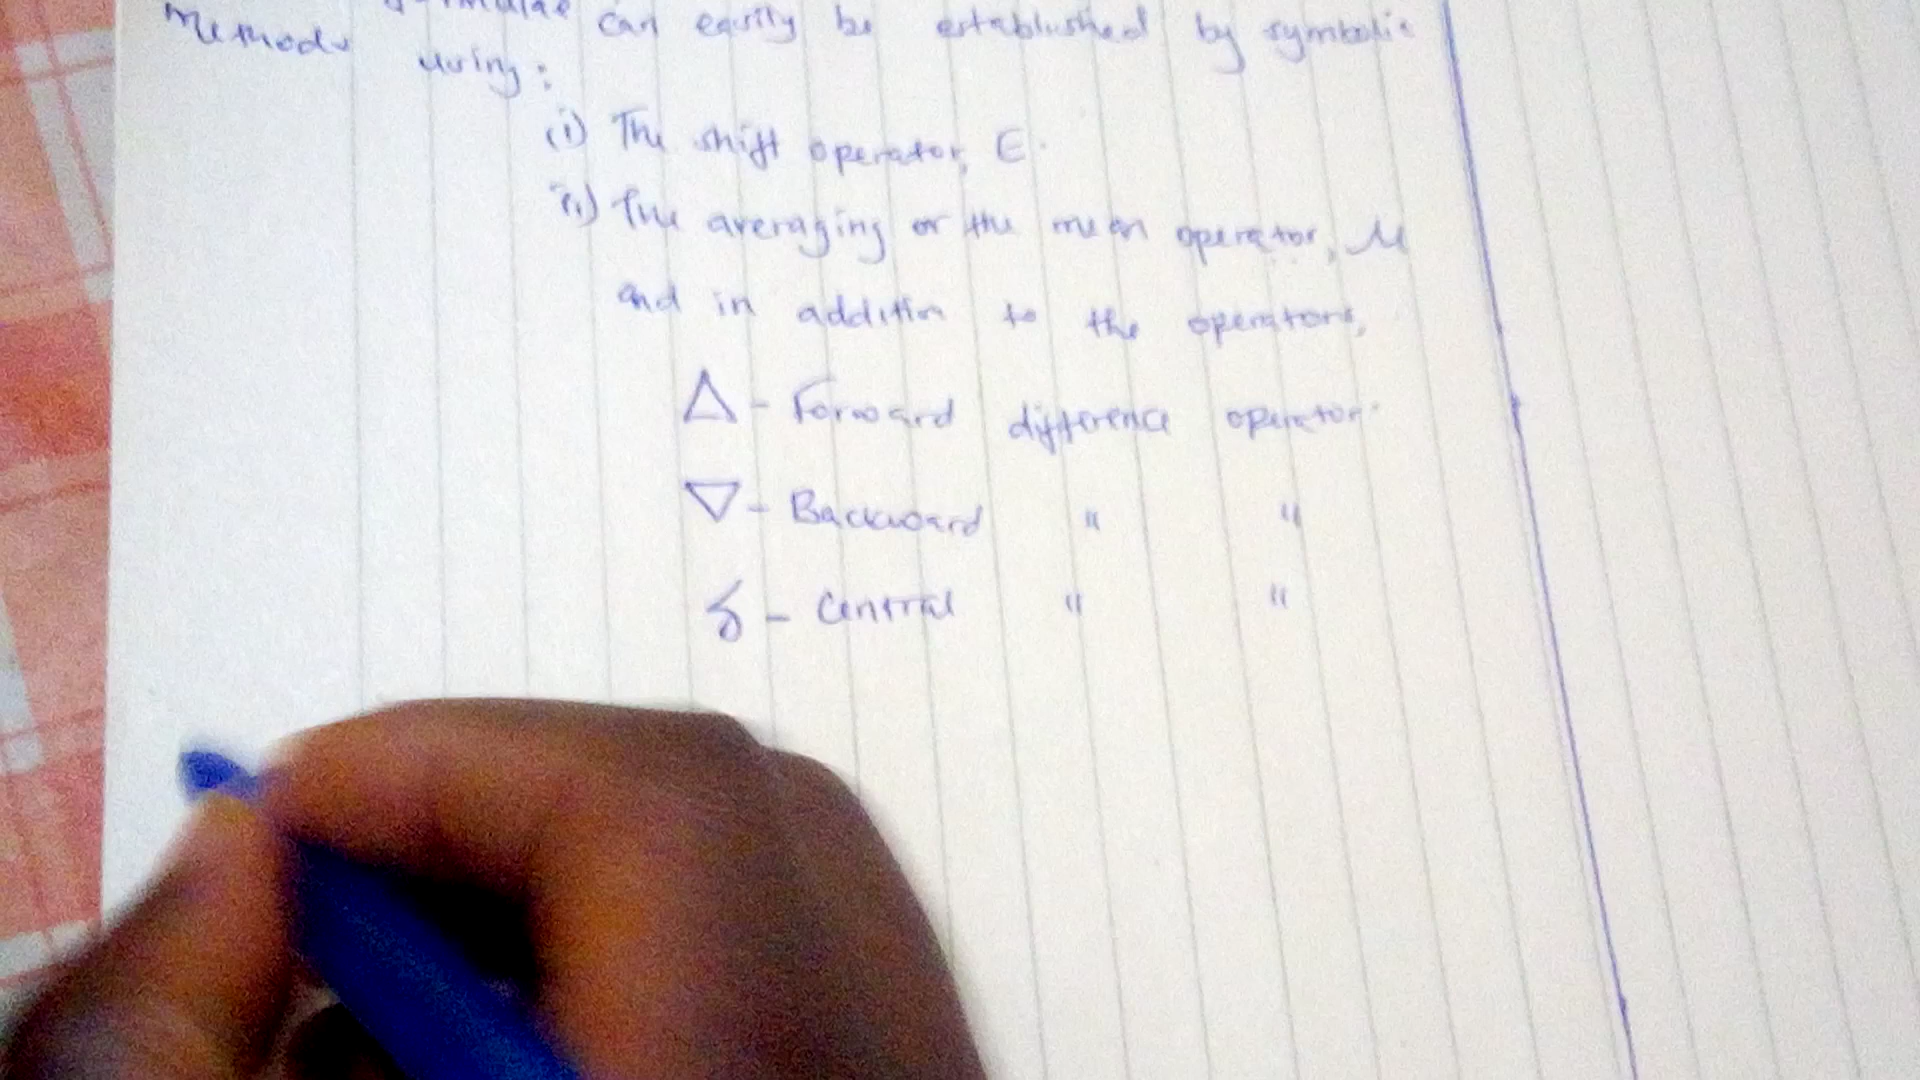 can easily be established by symbolic
Methods using:
(i) The shift operator, E.
(ii) The averaging or the mean operator, μ
and in addition to the operators,
Δ - Forward difference operator.
∇ - Backward " "
δ - Central " "